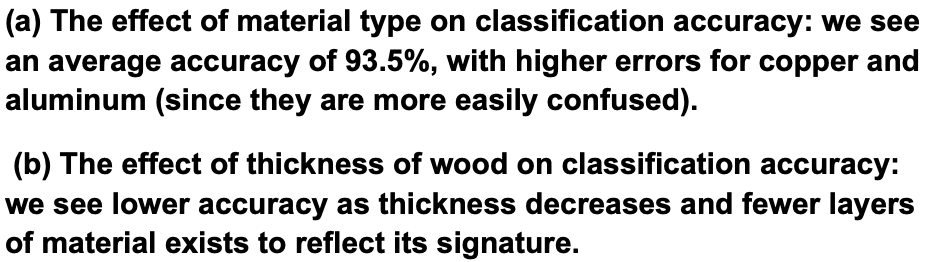 (a) The effect of material type on classification accuracy: we see
an average accuracy of 93.5%, with higher errors for copper and
aluminum (since they are more easily confused).
(b) The effect of thickness of wood on classification accuracy:
we see lower accuracy as thickness decreases and fewer layers
of material exists to reflect its signature.